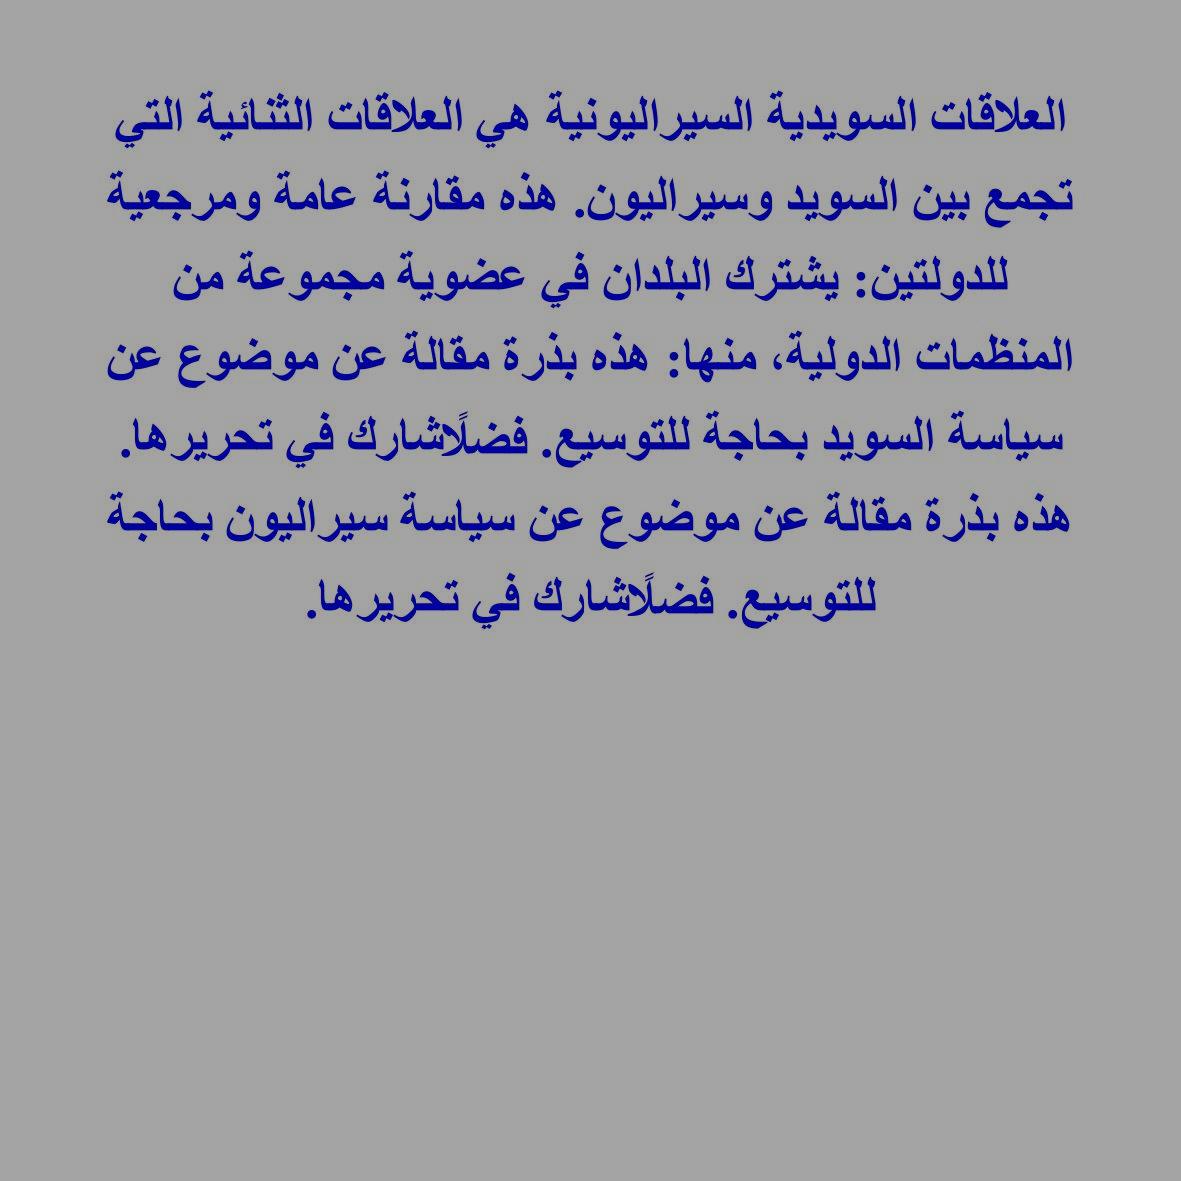 العلاقات السويدية السيراليونية هي العلاقات الثنائية التي
تجمع بين السويد وسيراليون. هذه مقارنة عامة ومرجعية
للدولتين: يشترك البلدان في عضوية مجموعة من
المنظمات الدولية، منها: هذه بذرة مقالة عن موضوع عن
سياسة السويد بحاجة للتوسيع. فضلًاشارك في تحريرها.
هذه بذرة مقالة عن موضوع عن سياسة سيراليون بحاجة
للتوسيع. فضلًاشارك في تحريرها.